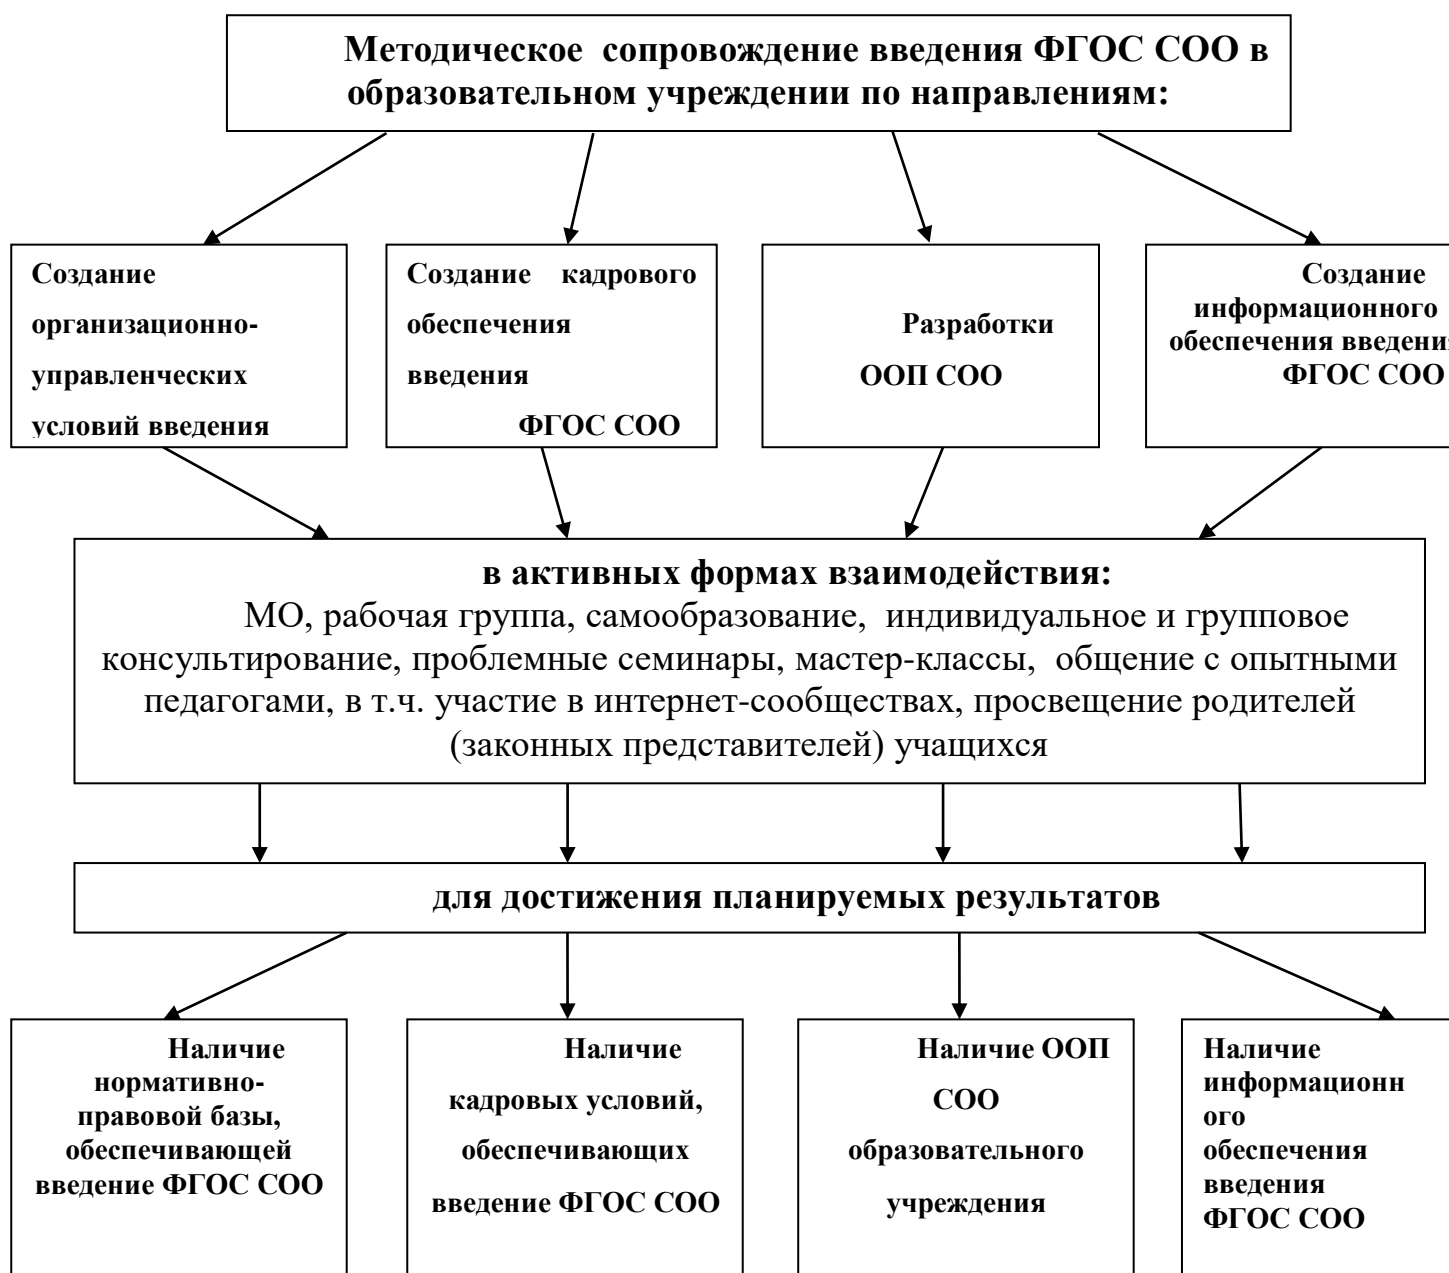 Методическое сопровождение введения ФГОС СОО в
образовательном учреждении по направлениям:
Создание
организационно-
управленческих
условий введения
Создание кадрового
обеспечения
введения
ФГОС СОО
Разработки
ООП СОО
Создание
информационного
обеспечения введени
ФГОС СОО
в активных формах взаимодействия:
МО, рабочая группа, самообразование, индивидуальное и групповое
консультирование, проблемные семинары, мастер-классы, общение с опытными
педагогами, в т.ч. участие в интернет-сообществах, просвещение родителей
(законных представителей) учащихся
для достижения планируемых результатов
Наличие
нормативно-
правовой базы,
обеспечивающей
введение ФГОС СОО
Наличие
кадровых условий,
обеспечивающих
введение ФГОС СОО
Наличие ООП
СОО
образовательного
учреждения
Наличие
информационн
ого
обеспечения
введения
ФГОС СОО